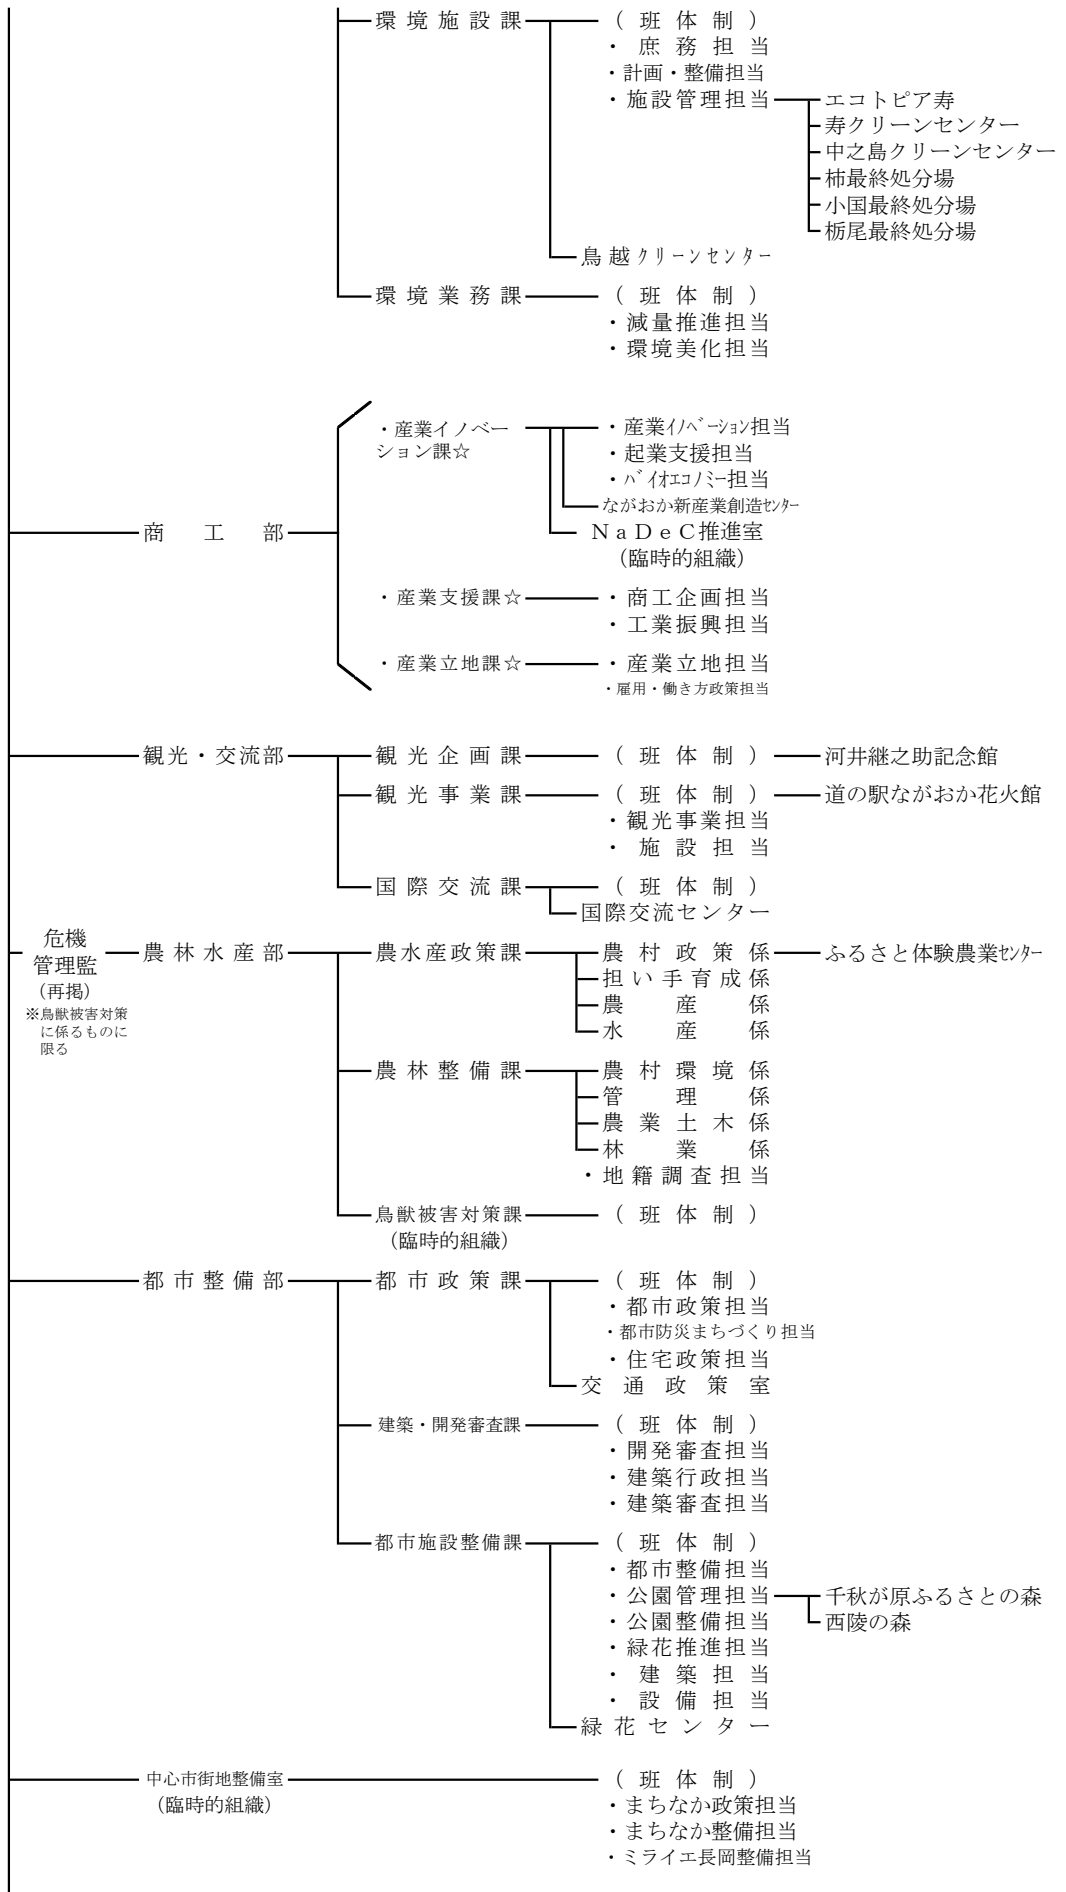 環境施設課 （班体制）
・庶務担当
・計画・整備担当
・施設管理担当 エコトピア寿
寿クリーンセンター
中之島クリーンセンター
柿最終処分場
小国最終処分場
栃尾最終処分場
鳥越クリーンセンター
環境業務課 （班体制）
・減量推進担当
・環境美化担当
・産業イノベー
ション課☆
・産業イノベーション担当
・起業支援担当
・バイオエコノミー担当
ながおか新産業創造センター
商工部 ＮａＤｅＣ推進室
（臨時的組織）
・産業支援課☆ ・商工企画担当
・工業振興担当
・産業立地課☆ ・産業立地担当
・雇用・働き方政策担当
観光・交流部 観光企画課 （班体制） 河井継之助記念館
観光事業課 （班体制） 道の駅ながおか花火館
・観光事業担当
・施設担当
国際交流課 （班体制）
国際交流センター
危機
管理監
（再掲）
※鳥獣被害対策
に係るものに
限る
農林水産部 農水産政策課 農村政策係 ふるさと体験農業センター
担い手育成係
農産係
水産係
農林整備課 農村環境係
管理係
農業土木係
林業係
・地籍調査担当
鳥獣被害対策課 （班体制）
（臨時的組織）
都市整備部 都市政策課 （班体制）
・都市政策担当
・都市防災まちづくり担当
・住宅政策担当
交通政策室
建築・開発審査課 （班体制）
・開発審査担当
・建築行政担当
・建築審査担当
都市施設整備課 （班体制）
・都市整備担当
・公園管理担当 千秋が原ふるさとの森
・公園整備担当 西陵の森
・緑花推進担当
・建築担当
・設備担当
緑花センター
中心市街地整備室 （班体制）
（臨時的組織） ・まちなか政策担当
・まちなか整備担当
・ミライエ長岡整備担当